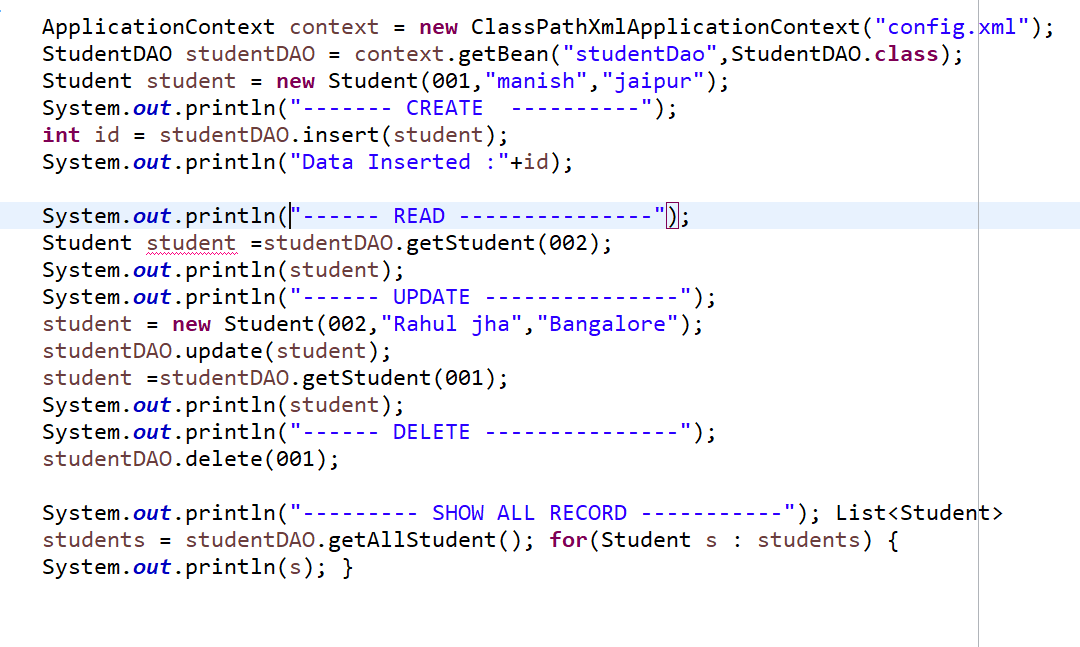 ApplicationContext context = new ClassPathXmlApplicationContext("config.xml");
StudentDAO studentDAO = context.getBean("studentDao",StudentDAO.class);
Student student = new Student(001,"manish","jaipur");
System.out.println("------- CREATE  ----------");
int id = studentDAO.insert(student);
System.out.println("Data Inserted :"+id);
System.out.println("------ READ ---------------");
Student student =studentDAO.getStudent(002);
System.out.println(student);
System.out.println("------ UPDATE ---------------");
student = new Student(002,"Rahul jha","Bangalore");
studentDAO.update(student);
student =studentDAO.getStudent(001);
System.out.println(student);
System.out.println("------ DELETE ---------------");
studentDAO.delete(001);
System.out.println("--------- SHOW ALL RECORD -----------"); List<Student>
students = studentDAO.getAllStudent(); for(Student s : students) {
System.out.println(s); }